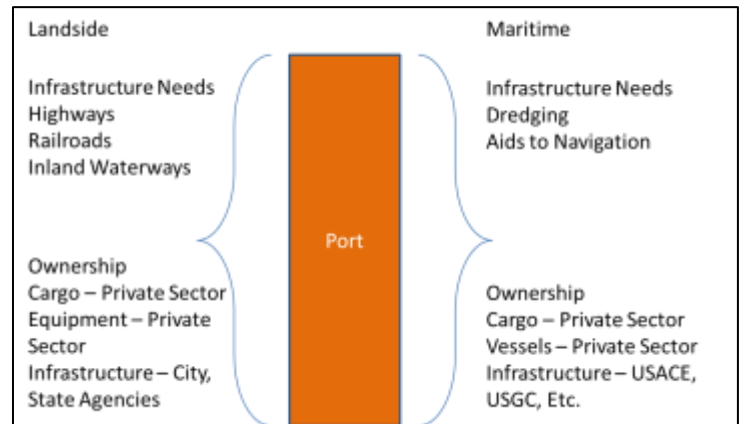 Landside
Infrastructure Needs
Highways
Railroads
Inland Waterways
Ownership
Cargo – Private Sector
Equipment – Private
Sector
Infrastructure – City,
State Agencies
Port
Maritime
Infrastructure Needs
Dredging
Aids to Navigation
Ownership
Cargo – Private Sector
Vessels – Private Sector
Infrastructure – USACE,
USGC, Etc.